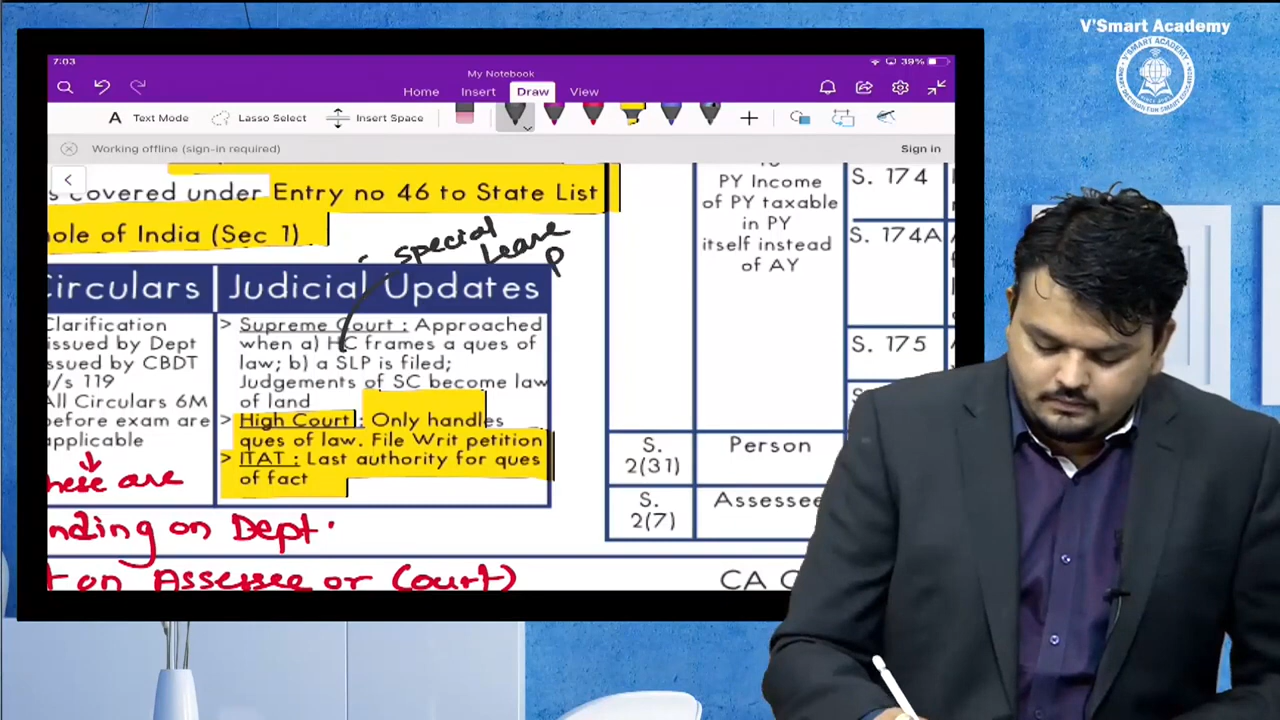 V'Smart Academy
7:03
39%
My Notebook
Home Insert Draw View
Text Mode Lasso Select Insert Space
Working offline (sign-in required) Sign in
s covered under Entry no 46 to State List
hole of India (Sec 1)
special
Leave
P
Circulars
Clarification
issued by Dept
ssued by CBDT
u/s 119
All Circulars 6M
before exam are
applicable
these are
nding on Dept.
t on Assessee or Court)
Judicial Updates
> Supreme Court : Approached
when a) HC frames a ques of
law; b) a SLP is filed;
Judgements of SC become law
of land
> High Court : Only handles
ques of law. File Writ petition
> ITAT : Last authority for ques
of fact
PY Income
of PY taxable
in PY
itself instead
of AY
S. 174
S. 174A
S. 175
S.
2(31)
Person
S.
2(7)
Assessee
CA